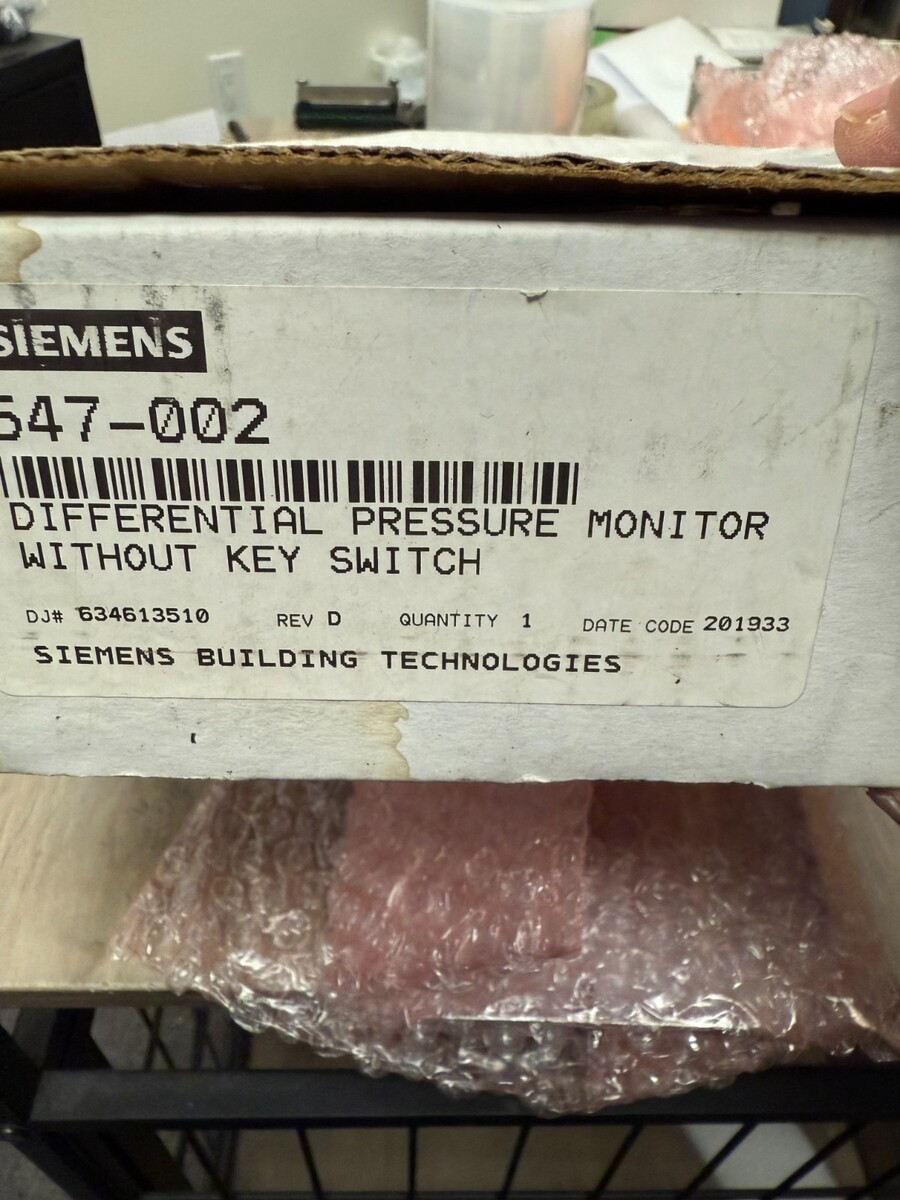 SIEMENS
547-002
DIFFERENTIAL PRESSURE MONITOR
WITHOUT KEY SWITCH
DJ# 634613510 REV D QUANTITY 1 DATE CODE 201933
SIEMENS BUILDING TECHNOLOGIES